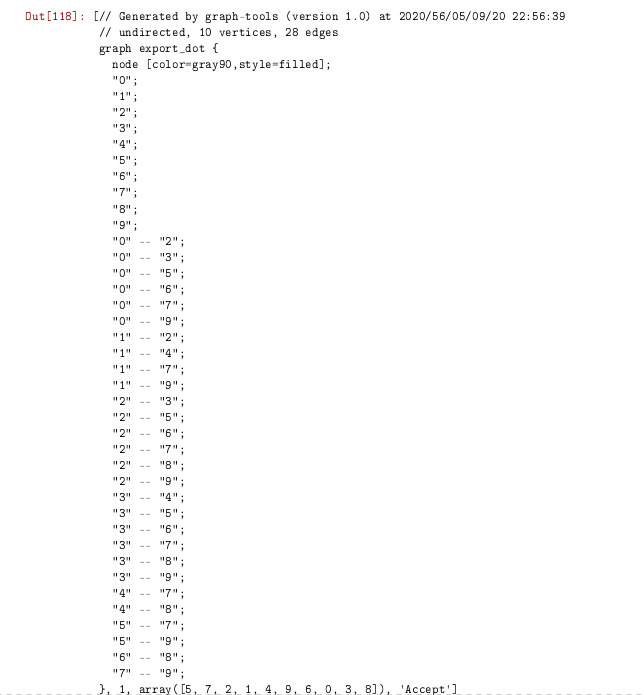 Out[118]: [// Generated by graph-tools (version 1.0) at 2020/56/05/09/20 22:56:39
// undirected, 10 vertices, 28 edges
graph export_dot {
node [color=gray90,style=filled];
"0";
"1";
"2";
"3";
"4";
"5";
"6";
"7";
"8";
"9";
"0" -- "2";
"0" -- "3";
"0" -- "5";
"0" -- "6";
"0" -- "7";
"0" -- "9";
"1" -- "2";
"1" -- "4";
"1" -- "7";
"1" -- "9";
"2" -- "3";
"2" -- "5";
"2" -- "6";
"2" -- "7";
"2" -- "8";
"2" -- "9";
"3" -- "4";
"3" -- "5";
"3" -- "6";
"3" -- "7";
"3" -- "8";
"3" -- "9";
"4" -- "7";
"4" -- "8";
"5" -- "7";
"5" -- "9";
"6" -- "8";
"7" -- "9";
}, 1, array([5, 7, 2, 1, 4, 9, 6, 0, 3, 8]), 'Accept']